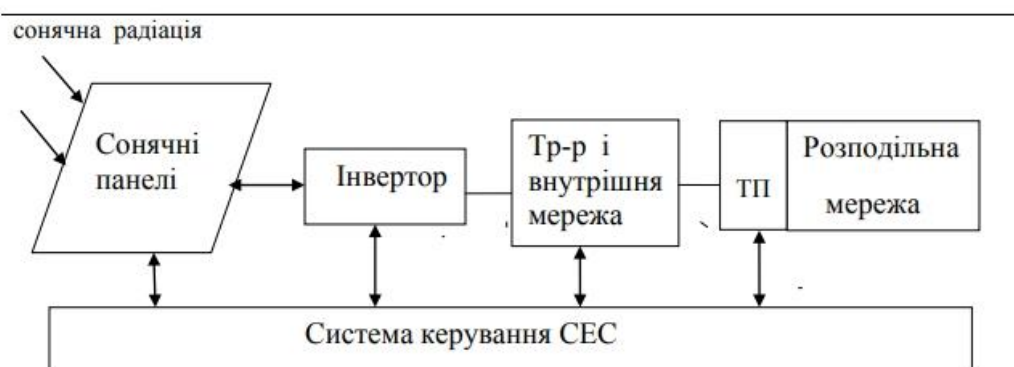 сонячна радіація
Сонячні
панелі
Інвертор
Тр-р і
внутрішня
мережа
ТП
Розподільна
мережа
Система керування СЕС